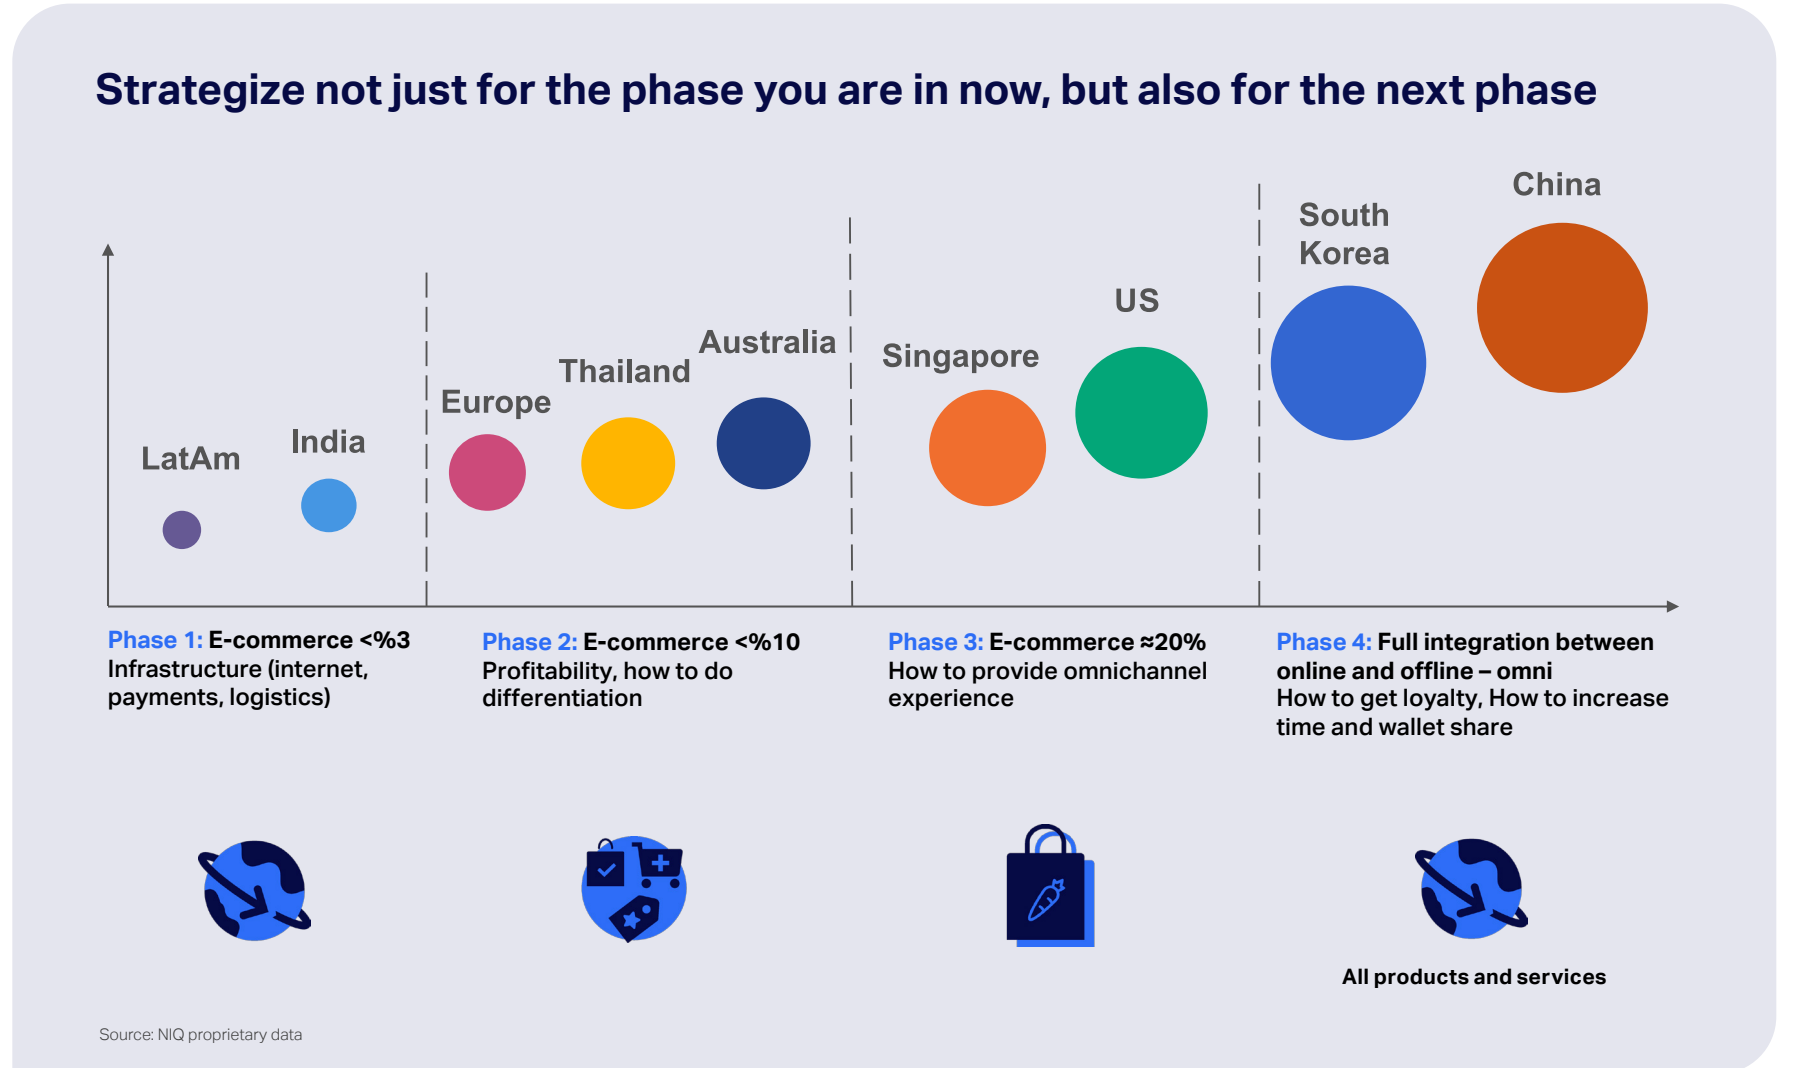 Strategize not just for the phase you are in now, but also for the next phase
LatAm
India
Europe
Thailand
Australia
Singapore
US
South
Korea
China
Phase 1: E-commerce <%3
Infrastructure (internet,
payments, logistics)
Phase 2: E-commerce <%10
Profitability, how to do
differentiation
Phase 3: E-commerce ≈20%
How to provide omnichannel
experience
Phase 4: Full integration between
online and offline – omni
How to get loyalty, How to increase
time and wallet share
All products and services
Source: NIQ proprietary data